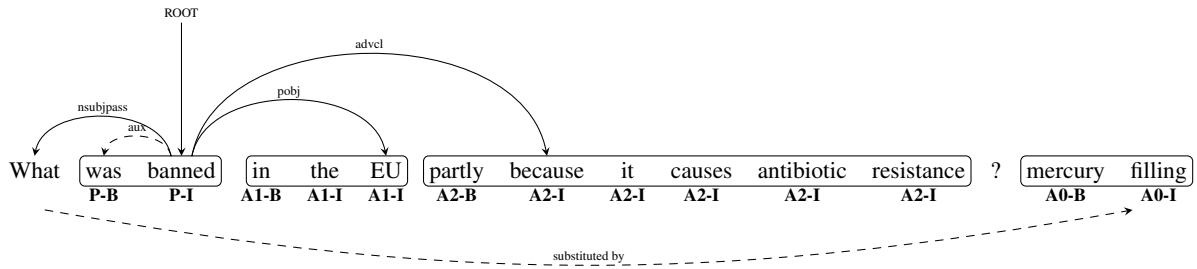 ROOT
advcl
nsubjpass
pobj
aux
What was banned in the EU partly because it causes antibiotic resistance ? mercury filling
P-B P-I A1-B A1-I A1-I A2-B A2-I A2-I A2-I A2-I A2-I A0-B A0-I
substituted by